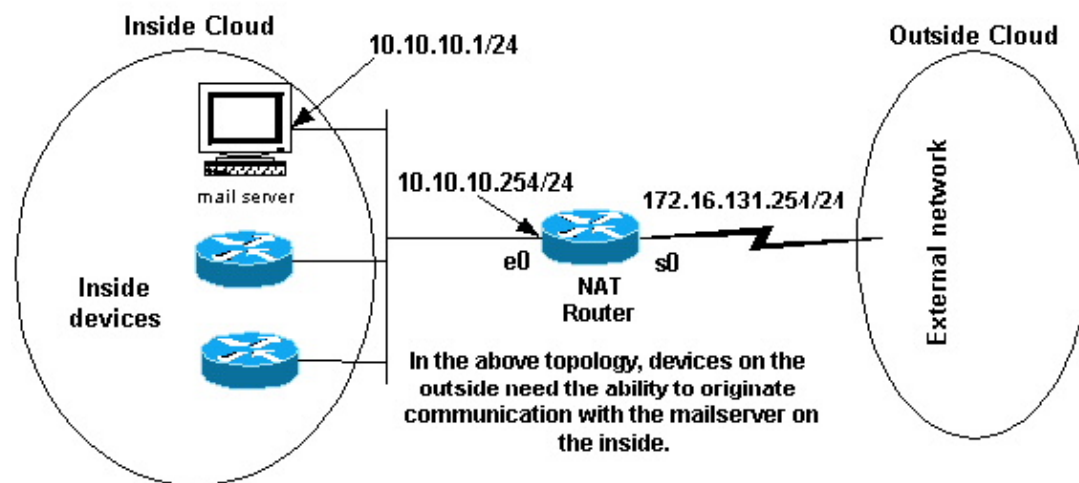 Inside Cloud
10.10.10.1/24
Outside Cloud
mail server
10.10.10.254/24
172.16.131.254/24
e0
s0
NAT
Router
Inside
devices
External network
In the above topology, devices on the
outside need the ability to originate
communication with the mailserver on
the inside.